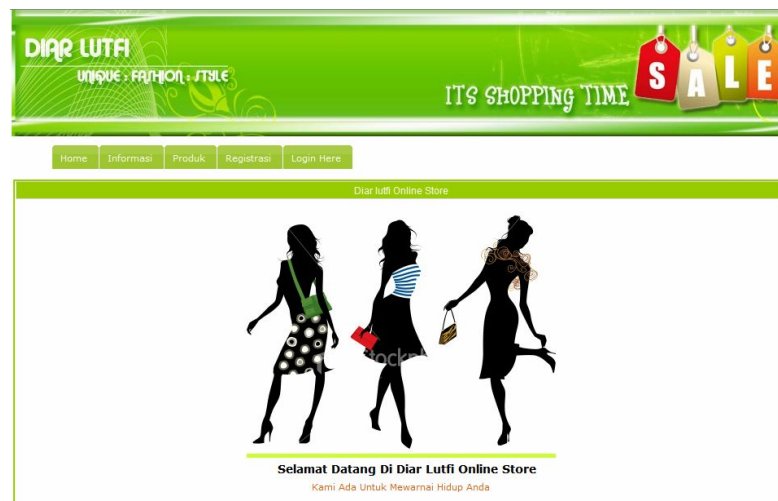 DIAR LUTFI
UNIQUE : FASHION : STYLE
ITS SHOPPING TIME
SALE
Home
Informasi
Produk
Registrasi
Login Here
Diar lutfi Online Store
Selamat Datang Di Diar Lutfi Online Store
Kami Ada Untuk Mewarnai Hidup Anda